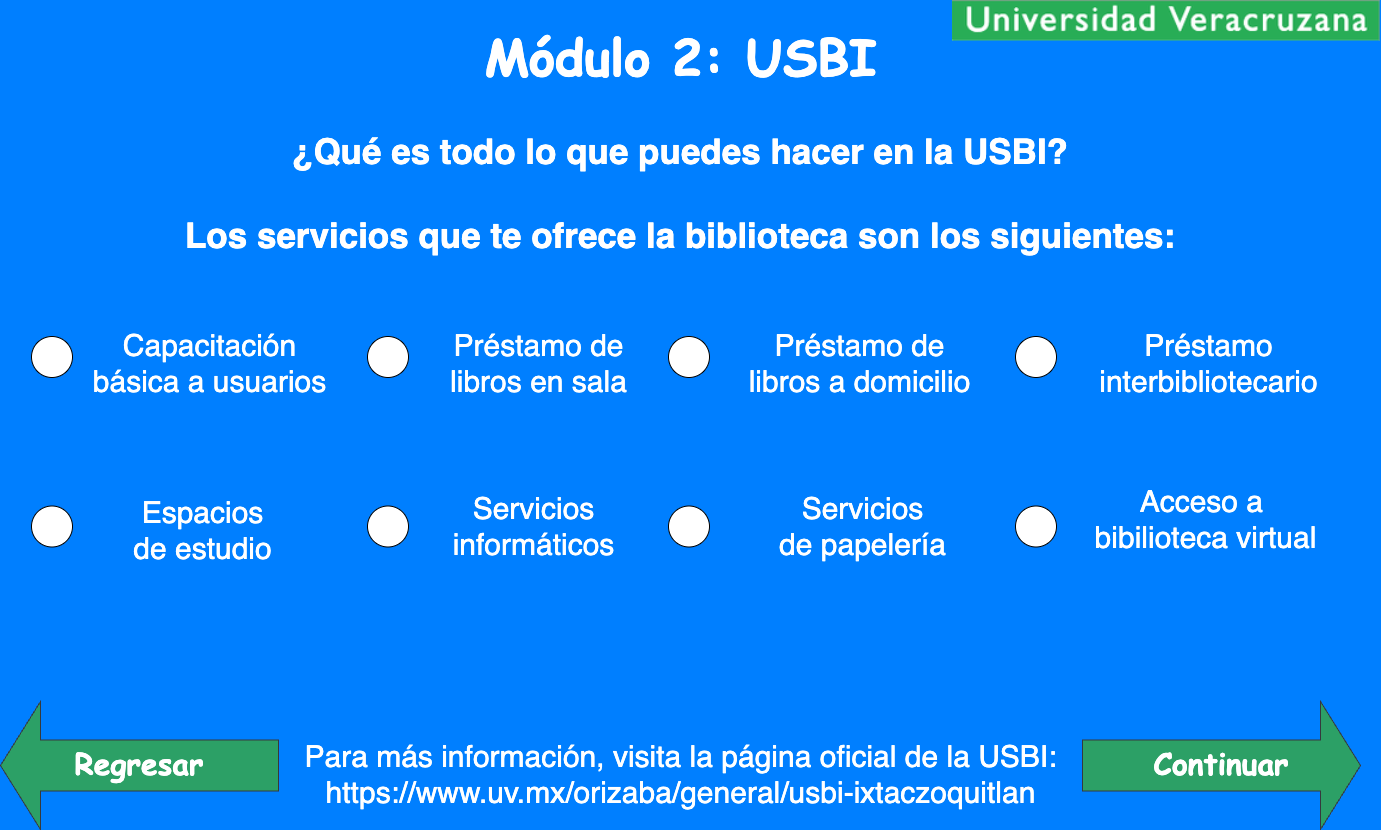 Universidad Veracruzana
Módulo 2: USBI
¿Qué es todo lo que puedes hacer en la USBI?
Los servicios que te ofrece la biblioteca son los siguientes:
Capacitación
básica a usuarios
Préstamo de
libros en sala
Préstamo de
libros a domicilio
Préstamo
interbibliotecario
Espacios
de estudio
Servicios
informáticos
Servicios
de papelería
Acceso a
bibilioteca virtual
Regresar
Para más información, visita la página oficial de la USBI:
https://www.uv.mx/orizaba/general/usbi-ixtaczoquitlan
Continuar